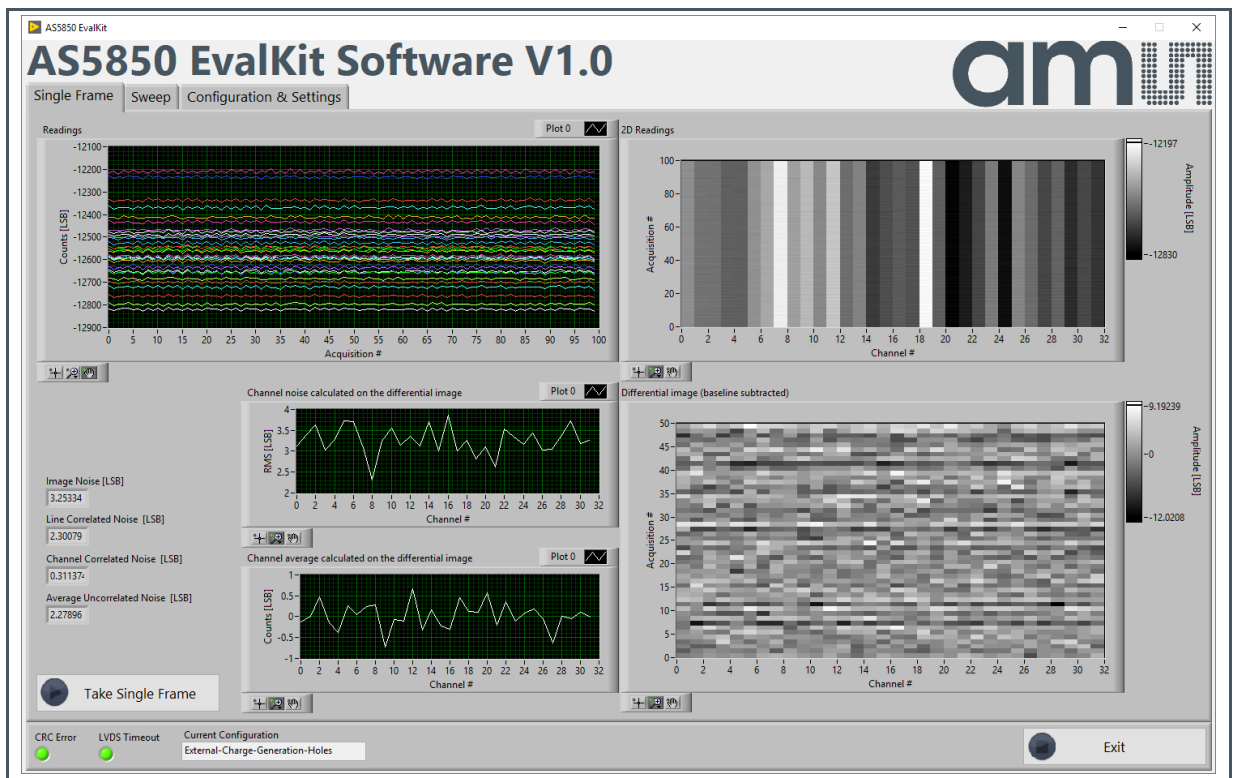 AS5850 EvalKit
AS5850 EvalKit Software V1.0
am
Single Frame Sweep Configuration & Settings
Readings
Plot 0
-12100
-12200
-12300
-12400
-12500
-12600
-12700
-12800
-12900
Counts [LSB]
0 5 10 15 20 25 30 35 40 45 50 55 60 65 70 75 80 85 90 95 100
Acquisition #
2D Readings
100
80
60
40
20
0
Acquisition #
0 2 4 6 8 10 12 14 16 18 20 22 24 26 28 30 32
Channel #
-12197
-12830
Amplitude [LSB]
Channel noise calculated on the differential image
Plot 0
4
3.5
3
2.5
2
RMS [LSB]
0 2 4 6 8 10 12 14 16 18 20 22 24 26 28 30 32
Channel #
Differential image (baseline subtracted)
50
45
40
35
30
25
20
15
10
5
0
Acquisition #
0 2 4 6 8 10 12 14 16 18 20 22 24 26 28 30 32
Channel #
9.19239
0
-12.0208
Amplitude [LSB]
Image Noise [LSB]
3.25334
Line Correlated Noise [LSB]
2.30079
Channel Correlated Noise [LSB]
0.31137
Average Uncorrelated Noise [LSB]
2.27896
Channel average calculated on the differential image
Plot 0
1
0.5
0
-0.5
-1
Counts [LSB]
0 2 4 6 8 10 12 14 16 18 20 22 24 26 28 30 32
Channel #
Take Single Frame
CRC Error
LVDS Timeout
Current Configuration
External-Charge-Generation-Holes
Exit